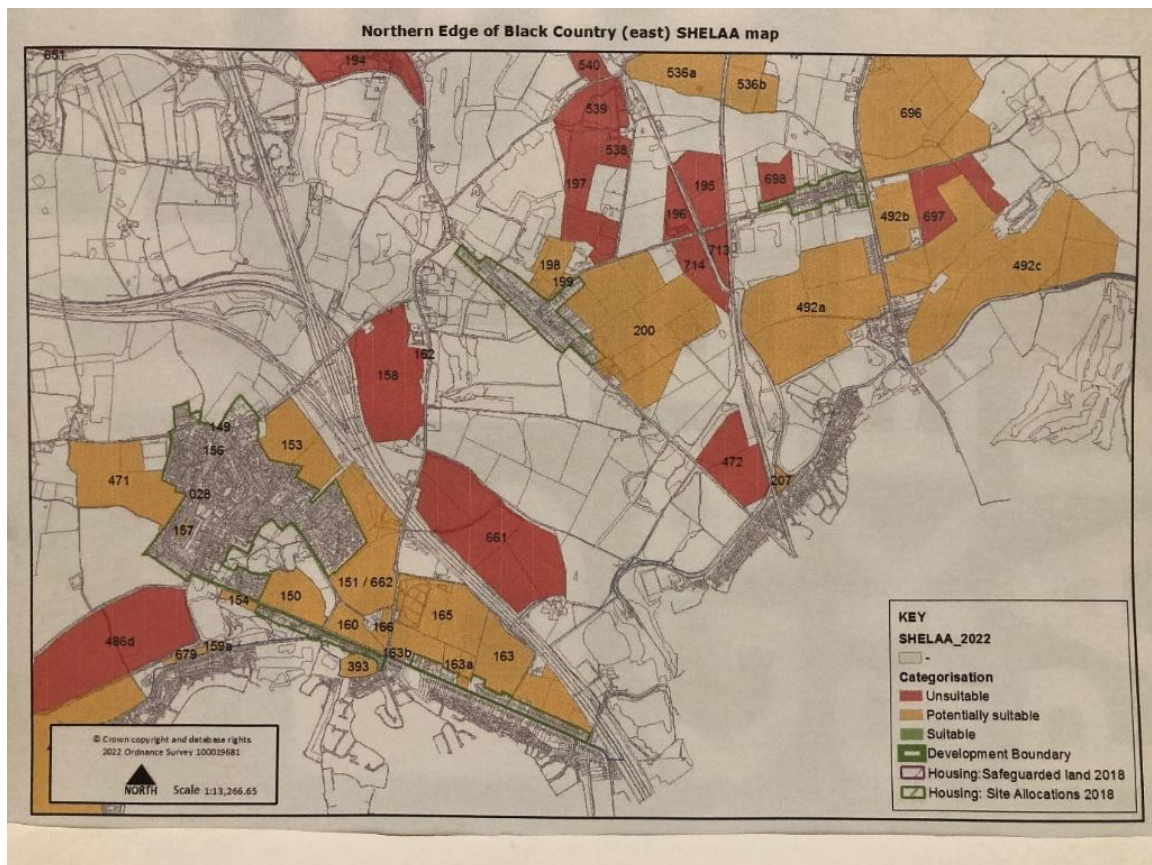 Northern Edge of Black Country (east) SHELAA map
651
194
540
536a
536b
539
696
538
197
195
698
196
492b
697
713
198
714
492c
199
492a
200
162
158
149
153
156
471
472
207
028
157
661
151 / 662
150
154
165
160
166
486d
159a
163b
163
679
393
163a
KEY
SHELAA_2022
-
Categorisation
Unsuitable
Potentially suitable
Suitable
Development Boundary
Housing:Safeguarded land 2018
Housing: Site Allocations 2018
© Crown copyright and database rights
2022 Ordnance Survey 100019681
NORTH Scale 1:13,266.65